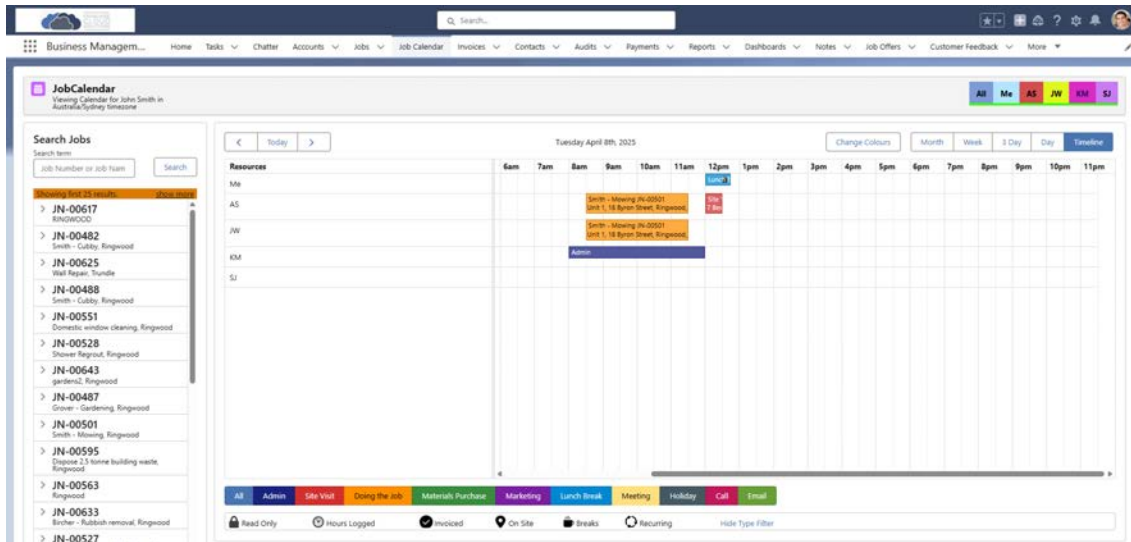 Search...
Business Managem...
Home Tasks Chatter Accounts Jobs Job Calendar Invoices Contacts Audits Payments Reports Dashboards Notes Job Offers Customer Feedback More
JobCalendar
Viewing Calendar for John Smith in
Australia/Sydney timezone
All Me AS JW KM SJ
Search Jobs
Search term
Job Number or Job Nam
Search
Showing first 25 results. show more
JN-00617
RINGWOOD
JN-00482
Smith - Cubby, Ringwood
JN-00625
Wall Repair, Trundle
JN-00488
Smith - Cubby, Ringwood
JN-00551
Domestic window cleaning, Ringwood
JN-00528
Shower Regrout, Ringwood
JN-00643
gardens2, Ringwood
JN-00487
Grover - Gardening, Ringwood
JN-00501
Smith - Mowing, Ringwood
JN-00595
Dispose 2.5 tonne building waste,
Ringwood
JN-00563
Ringwood
JN-00633
Bircher - Rubbish removal, Ringwood
JN-00527
Today
Tuesday April 8th, 2025
Change Colours
Month Week 3 Day Day Timeline
Resources 6am 7am 8am 9am 10am 11am 12pm 1pm 2pm 3pm 4pm 5pm 6pm 7pm 8pm 9pm 10pm 11pm
Me
AS
Smith - Mowing JN-00501 Site
Unit 1, 18 Byron Street, Ringwood,
JW
Smith - Mowing JN-00501
Unit 1, 18 Byron Street, Ringwood,
KM Admin
SJ
All Admin Site Visit Doing the Job Materials Purchase Marketing Lunch Break Meeting Holiday Call Email
Read Only Hours Logged Invoiced On Site Breaks Recurring Hide Type Filter